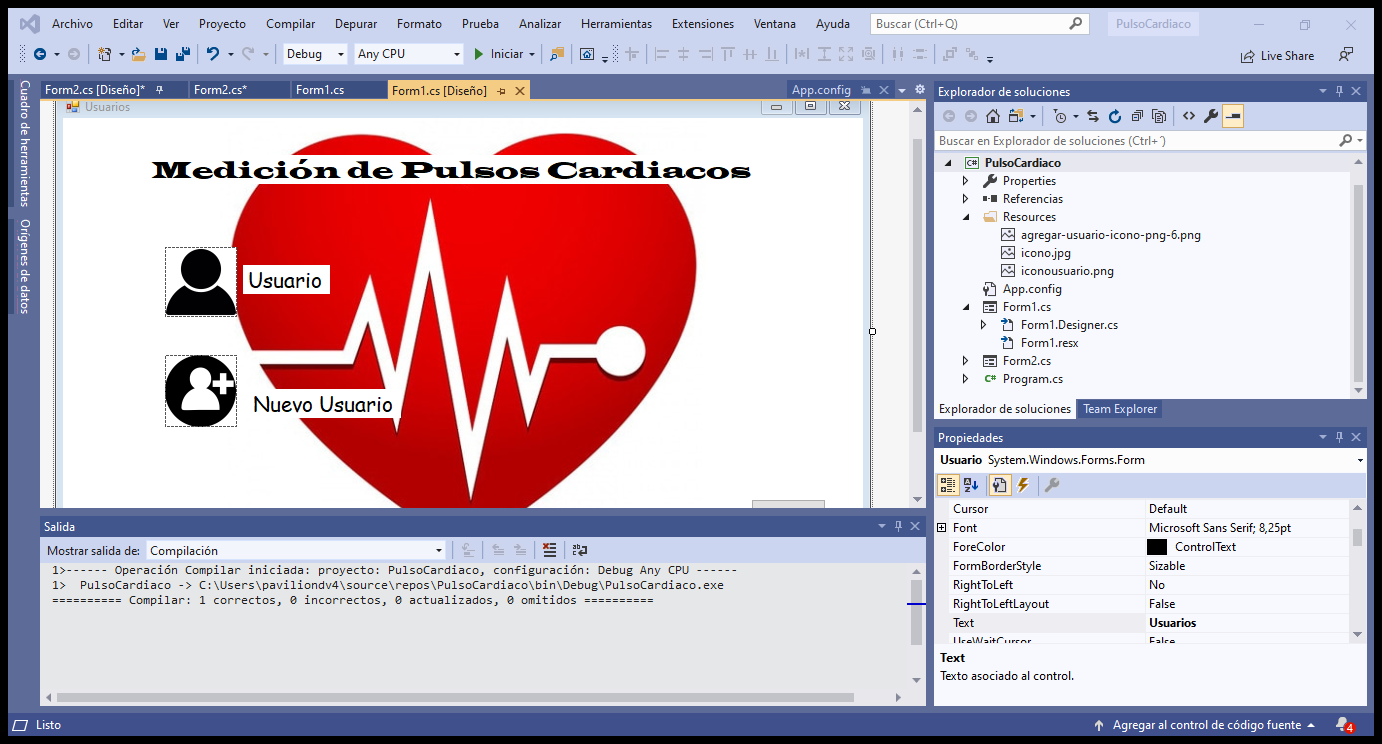 Archivo Editar Ver Proyecto Compilar Depurar Formato Prueba Analizar Herramientas Extensiones Ventana Ayuda Buscar (Ctrl+Q) PulsoCardiaco
Debug Any CPU Iniciar Live Share
Cuadro de herramientas
Orígenes de datos
Form2.cs [Diseño]* Form2.cs* Form1.cs Form1.cs [Diseño] App.config
Usuarios
Medición de Pulsos Cardiacos
Usuario
Nuevo Usuario
Salida
Mostrar salida de: Compilación
1>------ Operación Compilar iniciada: proyecto: PulsoCardiaco, configuración: Debug Any CPU ------
1> PulsoCardiaco -> C:\Users\paviliondv4\source\repos\PulsoCardiaco\bin\Debug\PulsoCardiaco.exe
========== Compilar: 1 correctos, 0 incorrectos, 0 actualizados, 0 omitidos ==========
Explorador de soluciones
Buscar en Explorador de soluciones (Ctrl+´)
C# PulsoCardiaco
Properties
Referencias
Resources
agregar-usuario-icono-png-6.png
icono.jpg
iconousuario.png
App.config
Form1.cs
Form1.Designer.cs
Form1.resx
Form2.cs
C# Program.cs
Explorador de soluciones Team Explorer
Propiedades
Usuario System.Windows.Forms.Form
Cursor Default
Font Microsoft Sans Serif; 8,25pt
ForeColor ControlText
FormBorderStyle Sizable
RightToLeft No
RightToLeftLayout False
Text Usuarios
UseWaitCursor False
Text
Texto asociado al control.
Listo Agregar al control de código fuente 4